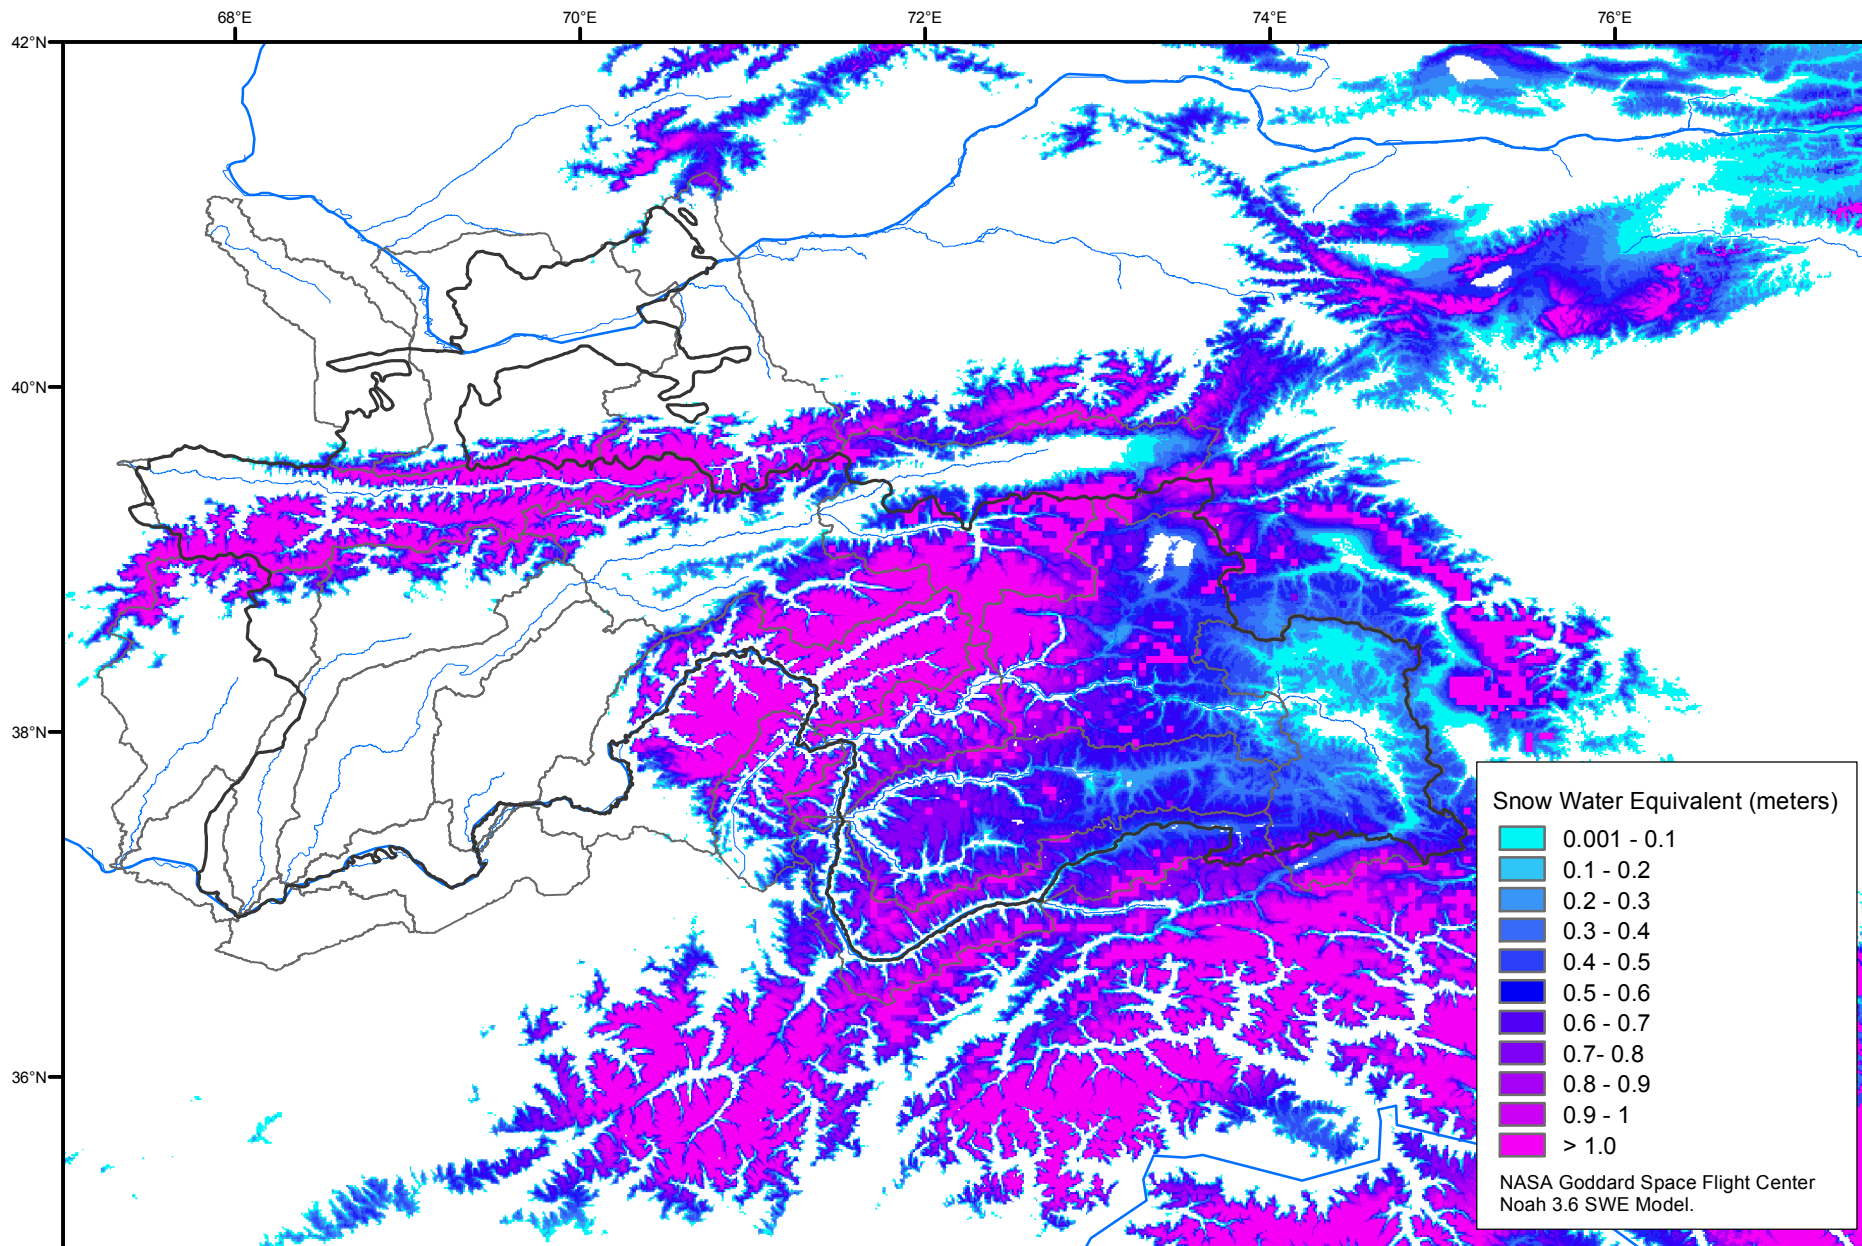 68°E 70°E 72°E 74°E 76°E
42°N
40°N
38°N
36°N
Snow Water Equivalent (meters)
0.001 - 0.1
0.1 - 0.2
0.2 - 0.3
0.3 - 0.4
0.4 - 0.5
0.5 - 0.6
0.6 - 0.7
0.7- 0.8
0.8 - 0.9
0.9 - 1
> 1.0
NASA Goddard Space Flight Center
Noah 3.6 SWE Model.